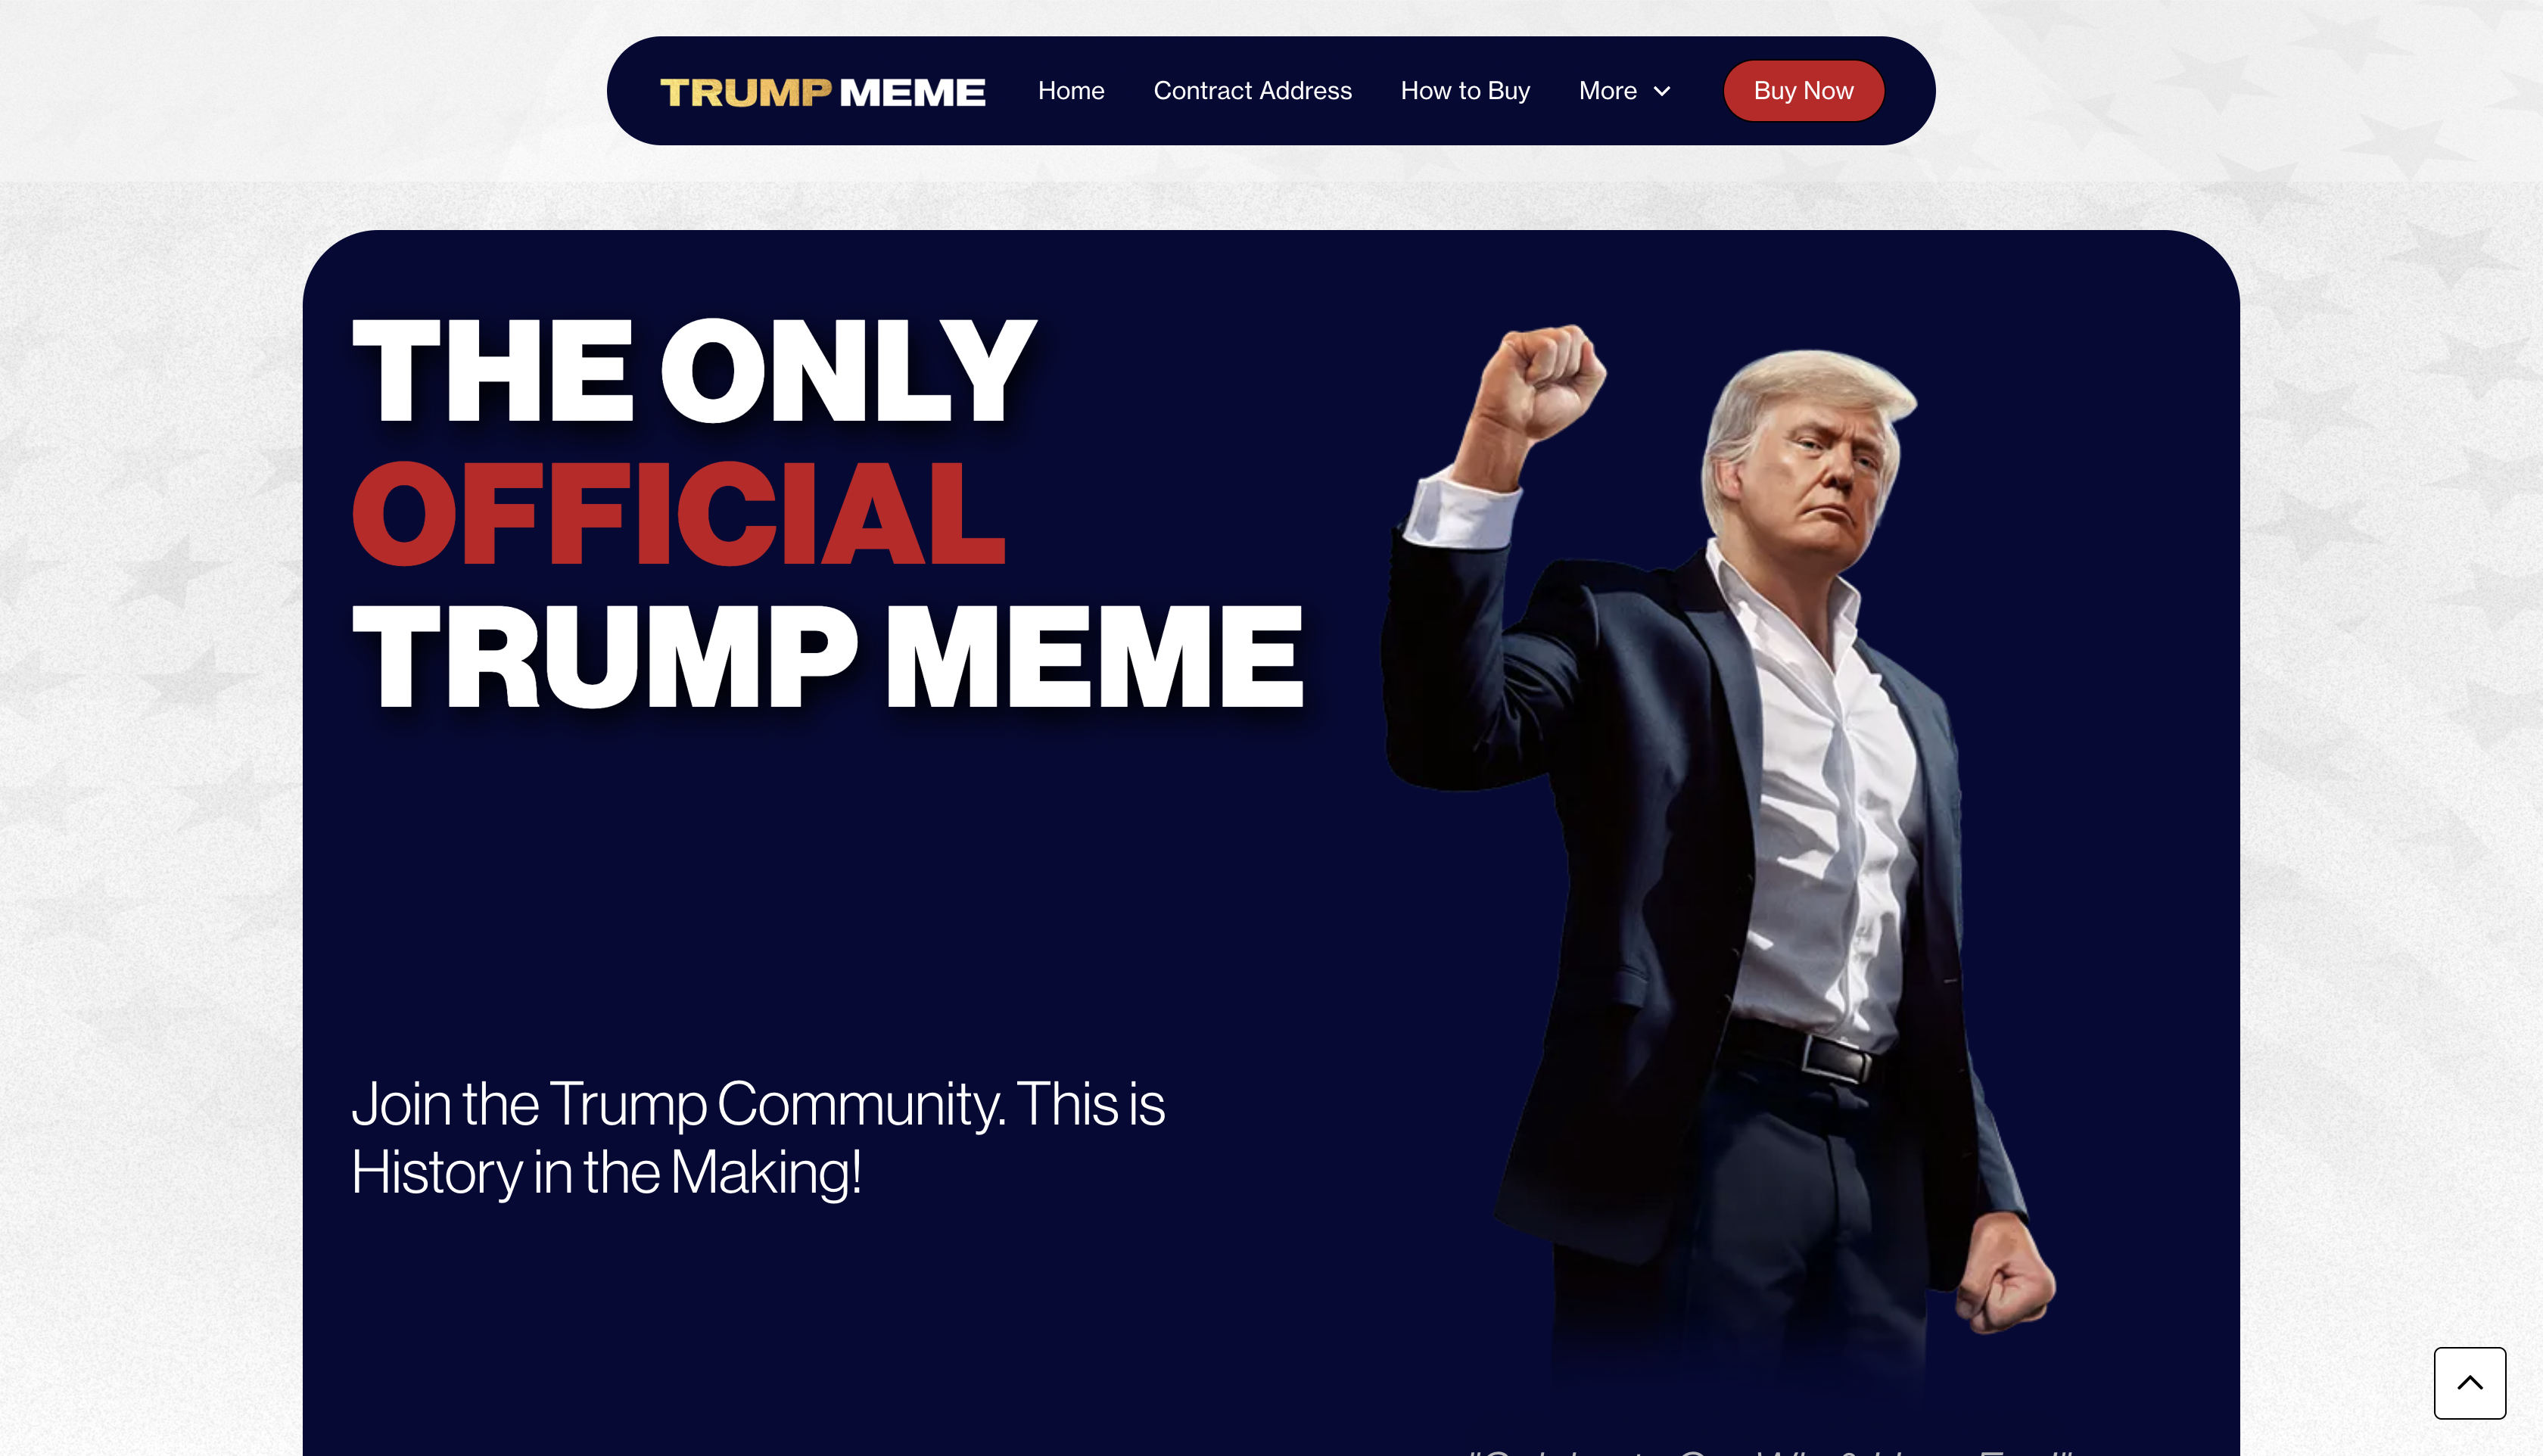 TRUMP MEME
Home
Contract Address
How to Buy
More
Buy Now
THE ONLY
OFFICIAL
TRUMP MEME
Join the Trump Community. This is
History in the Making!